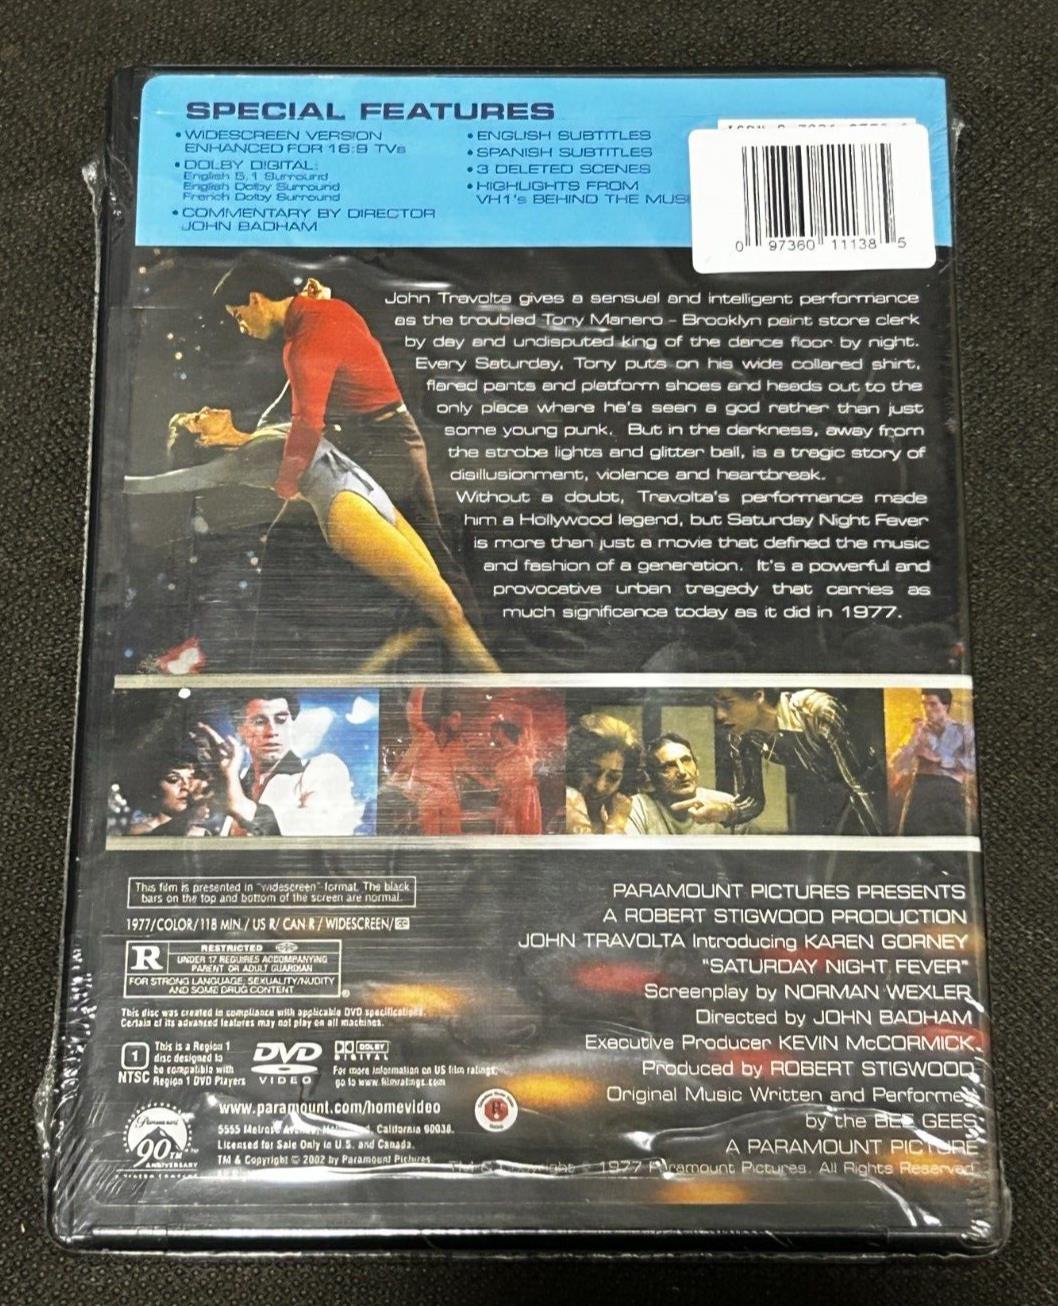 SPECIAL FEATURES
• WIDESCREEN VERSION
ENHANCED FOR 16:9 TVs
• DOLBY DIGITAL:
English 5.1 Surround
English Dolby Surround
French Dolby Surround
• COMMENTARY BY DIRECTOR
JOHN BADHAM
• ENGLISH SUBTITLES
• SPANISH SUBTITLES
• 3 DELETED SCENES
• HIGHLIGHTS FROM
VH1's BEHIND THE MUSI
0 97360 11138 5
John Travolta gives a sensual and intelligent performance
as the troubled Tony Manero – Brooklyn paint store clerk
by day and undisputed king of the dance floor by night.
Every Saturday, Tony puts on his wide collared shirt,
flared pants and platform shoes and heads out to the
only place where he's seen a god rather than just
some young punk. But in the darkness, away from
the strobe lights and glitter ball, is a tragic story of
disillusionment, violence and heartbreak.
Without a doubt, Travolta's performance made
him a Hollywood legend, but Saturday Night Fever
is more than just a movie that defined the music
and fashion of a generation. It's a powerful and
provocative urban tragedy that carries as
much significance today as it did in 1977.
This film is presented in "widescreen" format. The black
bars on the top and bottom of the screen are normal.
1977/COLOR/118 MIN./ US R/ CAN R / WIDESCREEN/CC
R RESTRICTED
UNDER 17 REQUIRES ACCOMPANYING
PARENT OR ADULT GUARDIAN
FOR STRONG LANGUAGE, SEXUALITY/NUDITY
AND SOME DRUG CONTENT
®
This disc was created in compliance with applicable DVD specifications.
Certain of its advanced features may not play on all machines.
1 NTSC
This is a Region 1
disc designed to
be compatible with
Region 1 DVD Players
DVD VIDEO
DOLBY DIGITAL
For more information on US film ratings,
go to www.filmratings.com
www.paramount.com/homevideo
5555 Melrose Avenue, Hollywood, California 90038.
Licensed for Sale Only in U.S. and Canada.
TM & Copyright © 2002 by Paramount Pictures
Paramount
90TM
ANNIVERSARY
PARAMOUNT PICTURES PRESENTS
A ROBERT STIGWOOD PRODUCTION
JOHN TRAVOLTA Introducing KAREN GORNEY
"SATURDAY NIGHT FEVER"
Screenplay by NORMAN WEXLER
Directed by JOHN BADHAM
Executive Producer KEVIN McCORMICK.
Produced by ROBERT STIGWOOD
Original Music Written and Performed
by the BEE GEES
A PARAMOUNT PICTURE
TM & Copyright © 1977 Paramount Pictures. All Rights Reserved.